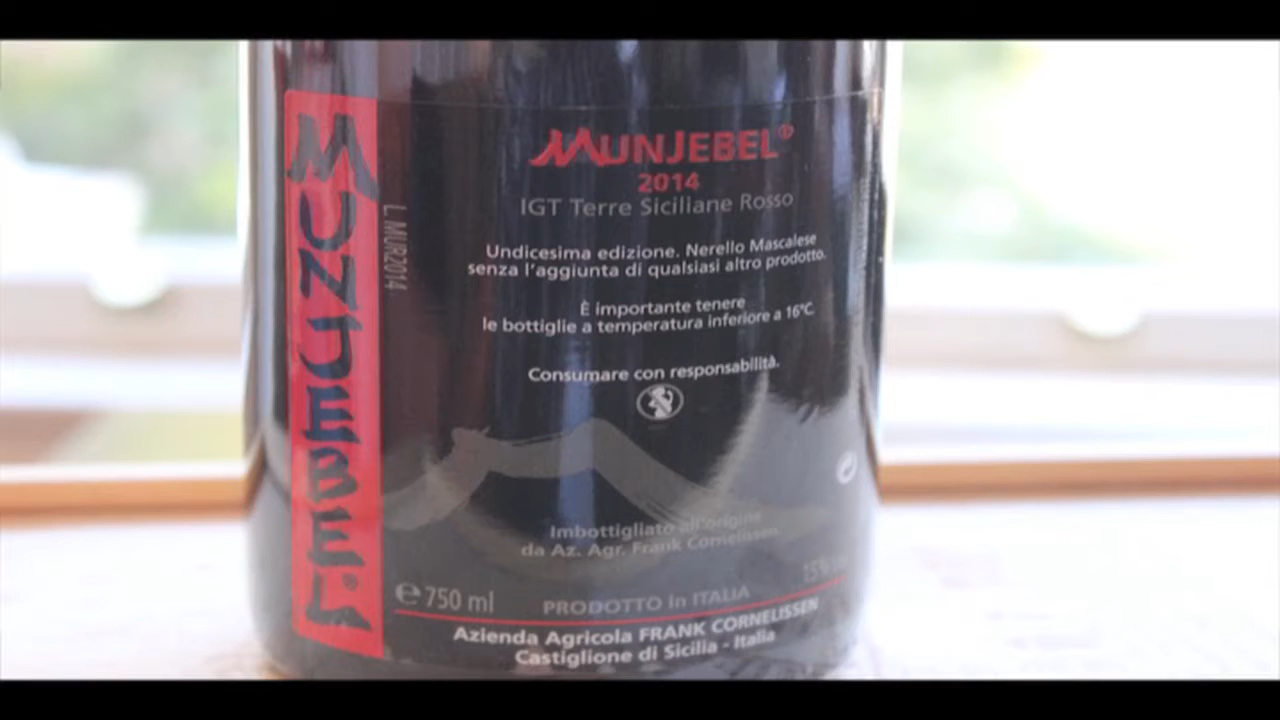 MUNJEBEL
L. MUR2014
MUNJEBEL®
2014
IGT Terre Siciliane Rosso
Undicesima edizione. Nerello Mascalese
senza l'aggiunta di qualsiasi altro prodotto.
È importante tenere
le bottiglie a temperatura inferiore a 16°C.
Consumare con responsabilità.
Imbottigliato all'origine
da Az. Agr. Frank Cornelissen
15%
℮ 750 ml
PRODOTTO in ITALIA
Azienda Agricola FRANK CORNELISSEN
Castiglione di Sicilia - Italia